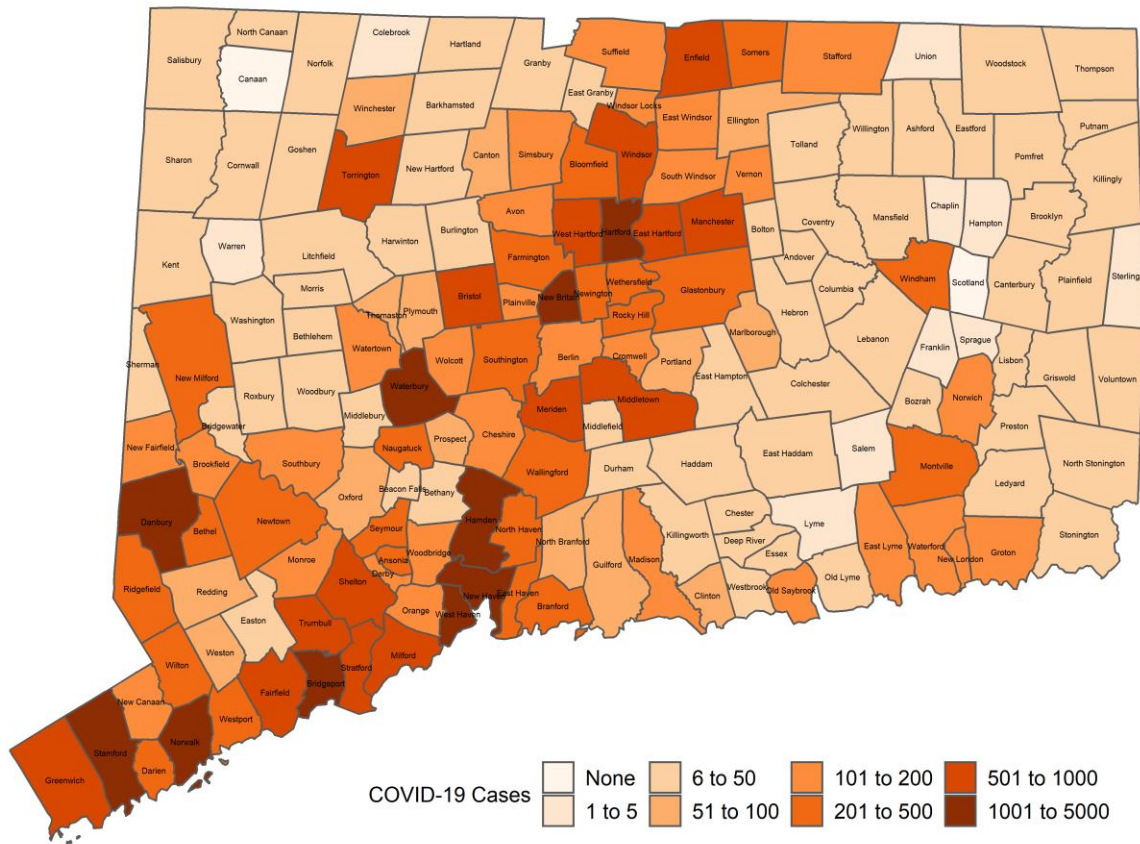 North Canaan
Colebrook
Hartland
Salisbury
Canaan
Norfolk
Granby
Suffield
Enfield
Somers
Stafford
Union
Woodstock
Thompson
East Granby
Windsor Locks
Winchester
Barkhamsted
East Windsor
Ellington
Putnam
Willington
Ashford
Eastford
Sharon
Cornwall
Goshen
Torrington
New Hartford
Canton
Simsbury
Bloomfield
Windsor
Tolland
Pomfret
Killingly
South Windsor
Vernon
Avon
Chaplin
Hampton
Brooklyn
Mansfield
Coventry
Kent
Warren
Litchfield
Harwinton
Burlington
West Hartford
Hartford
East Hartford
Manchester
Bolton
Andover
Farmington
Windham
Scotland
Canterbury
Plainfield
Sterling
Morris
Bristol
Plainville
New Britain
Newington
Wethersfield
Glastonbury
Columbia
Hebron
Thomaston
Plymouth
Rocky Hill
Washington
Bethlehem
Watertown
Wolcott
Southington
Berlin
Cromwell
Portland
Marlborough
Lebanon
Franklin
Sprague
Lisbon
Griswold
Voluntown
Sherman
New Milford
Roxbury
Woodbury
Waterbury
East Hampton
Colchester
Bozrah
Norwich
Preston
Middlebury
Meriden
Middletown
Middlefield
Bridgewater
New Fairfield
Brookfield
Southbury
Naugatuck
Prospect
Cheshire
Wallingford
Durham
Haddam
East Haddam
Salem
Montville
North Stonington
Ledyard
Oxford
Beacon Falls
Bethany
Danbury
Bethel
Newtown
Seymour
Hamden
North Haven
North Branford
Killingworth
Chester
Deep River
Essex
Lyme
Stonington
Monroe
Ansonia
Derby
Woodbridge
Guilford
Madison
East Lyme
Waterford
New London
Groton
Ridgefield
Redding
Shelton
Orange
New Haven
East Haven
Branford
Clinton
Westbrook
Old Saybrook
Old Lyme
Easton
Trumbull
West Haven
Weston
Wilton
Stratford
Milford
Fairfield
Bridgeport
New Canaan
Westport
Norwalk
Stamford
Darien
Greenwich
COVID-19 Cases
None
6 to 50
101 to 200
501 to 1000
1 to 5
51 to 100
201 to 500
1001 to 5000